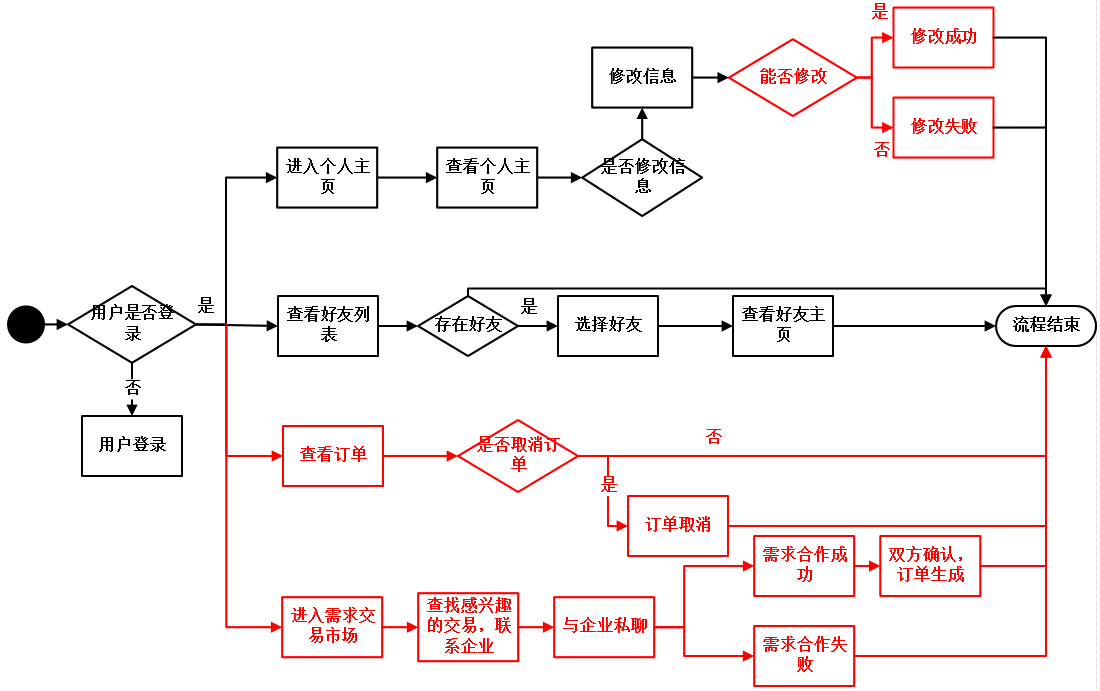 是
修改成功
修改信息
能否修改
修改失败
否
进入个人主
页
查看个人主
页
是否修改信
息
用户是否登
录
是
查看好友列
表
存在好友
是
选择好友
查看好友主
页
流程结束
否
用户登录
查看订单
是否取消订
单
否
是
订单取消
需求合作成
功
双方确认，
订单生成
进入需求交
易市场
查找感兴趣
的交易，联
系企业
与企业私聊
需求合作失
败